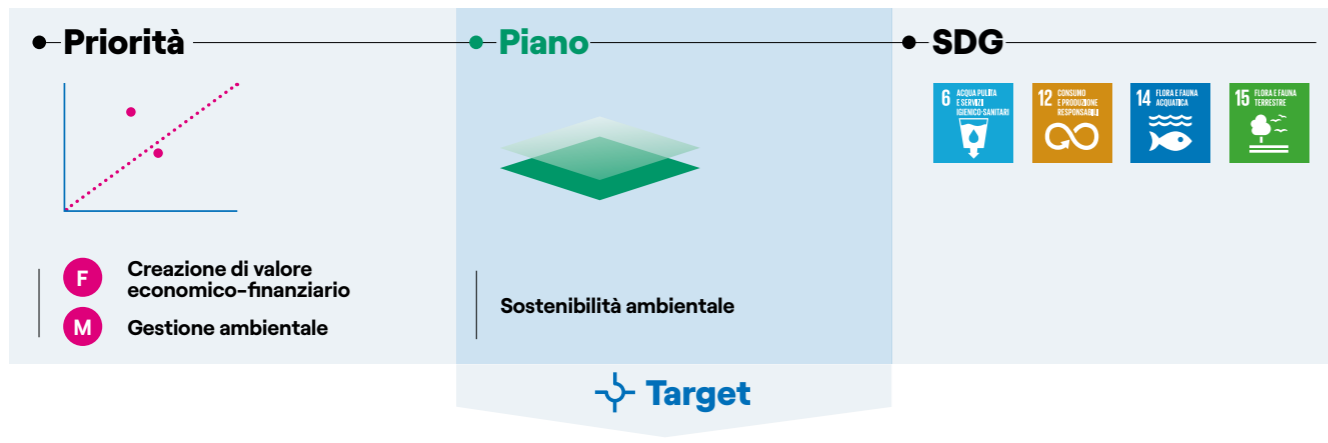 Priorità
Piano
SDG
6 ACQUA PULITA
E SERVIZI
IGIENICO-SANITARI
12 CONSUMO
E PRODUZIONE
RESPONSABILI
14 FLORA E FAUNA
ACQUATICA
15 FLORA E FAUNA
TERRESTRE
F Creazione di valore
economico-finanziario
M Gestione ambientale
Sostenibilità ambientale
Target